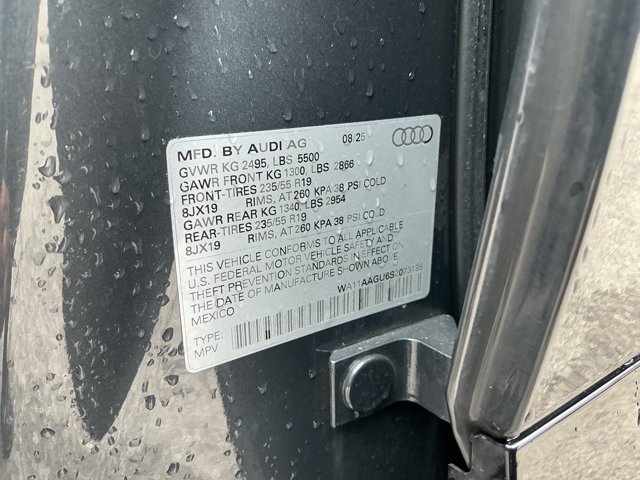 MFD. BY AUDI AG 08/25
GVWR KG 2495, LBS 5500
GAWR FRONT KG 1300, LBS 2866
FRONT-TIRES 235/55 R19
8JX19 RIMS, AT 260 KPA 38 PSI COLD
GAWR REAR KG 1340, LBS 2954
REAR-TIRES 235/55 R19
8JX19 RIMS, AT 260 KPA 38 PSI COLD
THIS VEHICLE CONFORMS TO ALL APPLICABLE
U.S. FEDERAL MOTOR VEHICLE SAFETY AND
THEFT PREVENTION STANDARDS IN EFFECT ON
THE DATE OF MANUFACTURE SHOWN ABOVE
MEXICO WA11AAGU6S1073195
TYPE:
MPV